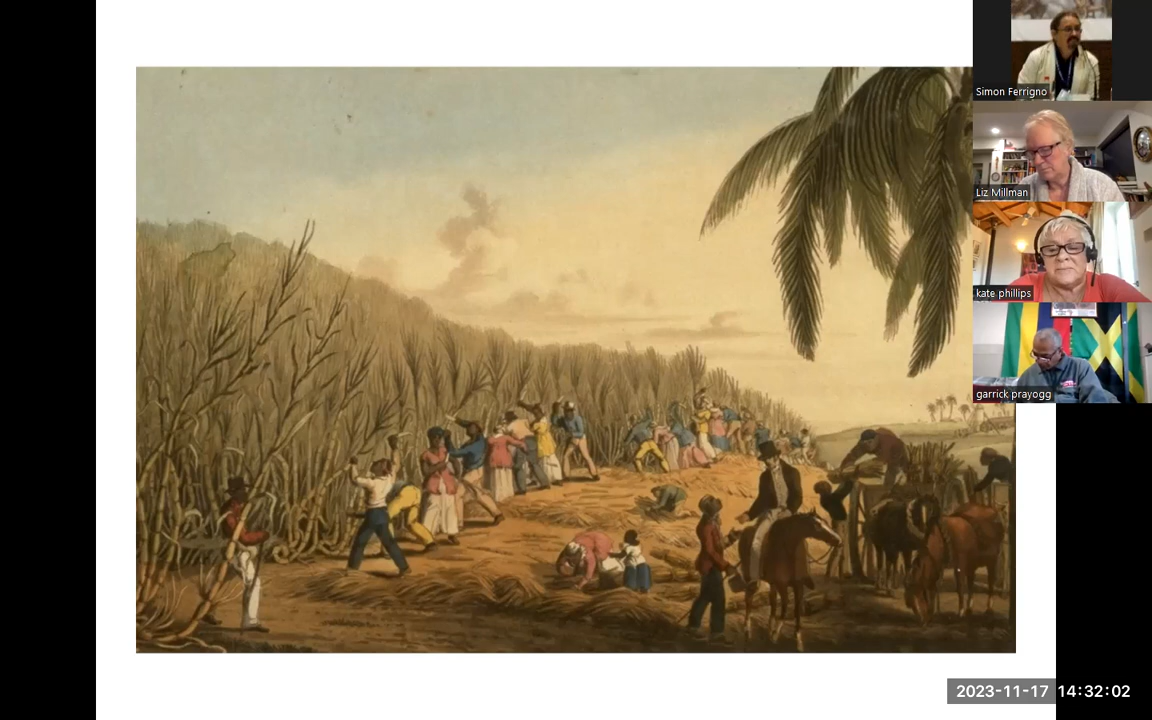 Simon Ferrigno
Liz Millman
kate phillips
garrick prayogg
2023-11-17 14:32:02